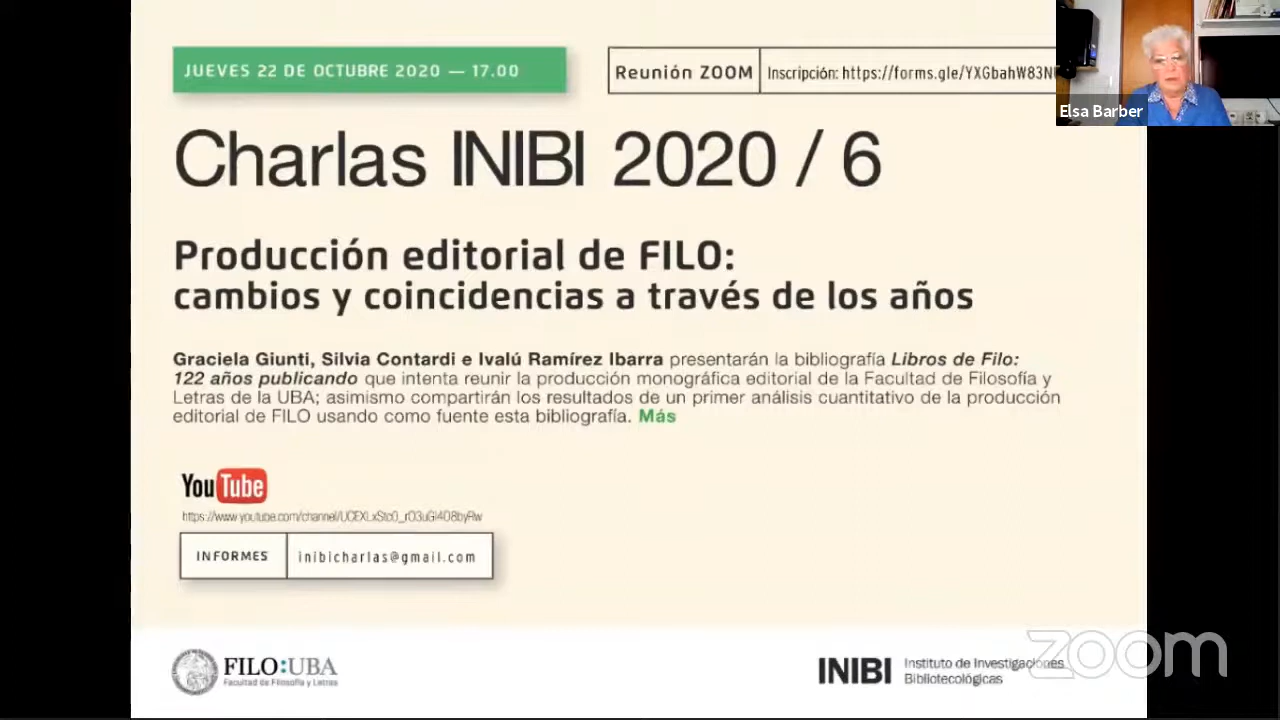 JUEVES 22 DE OCTUBRE 2020 — 17.00
Reunión ZOOM
Inscripción: https://forms.gle/YXGbahW83N
Elsa Barber
Charlas INIBI 2020 / 6
Producción editorial de FILO:
cambios y coincidencias a través de los años
Graciela Giunti, Silvia Contardi e Ivalú Ramírez Ibarra presentarán la bibliografía Libros de Filo:
122 años publicando que intenta reunir la producción monográfica editorial de la Facultad de Filosofía y
Letras de la UBA; asimismo compartirán los resultados de un primer análisis cuantitativo de la producción
editorial de FILO usando como fuente esta bibliografía. Más
YouTube
INFORMES
inibicharlas@gmail.com
FILO:UBA
Facultad de Filosofía y Letras
INIBI
Instituto de Investigaciones
Bibliotecológicas
zoom